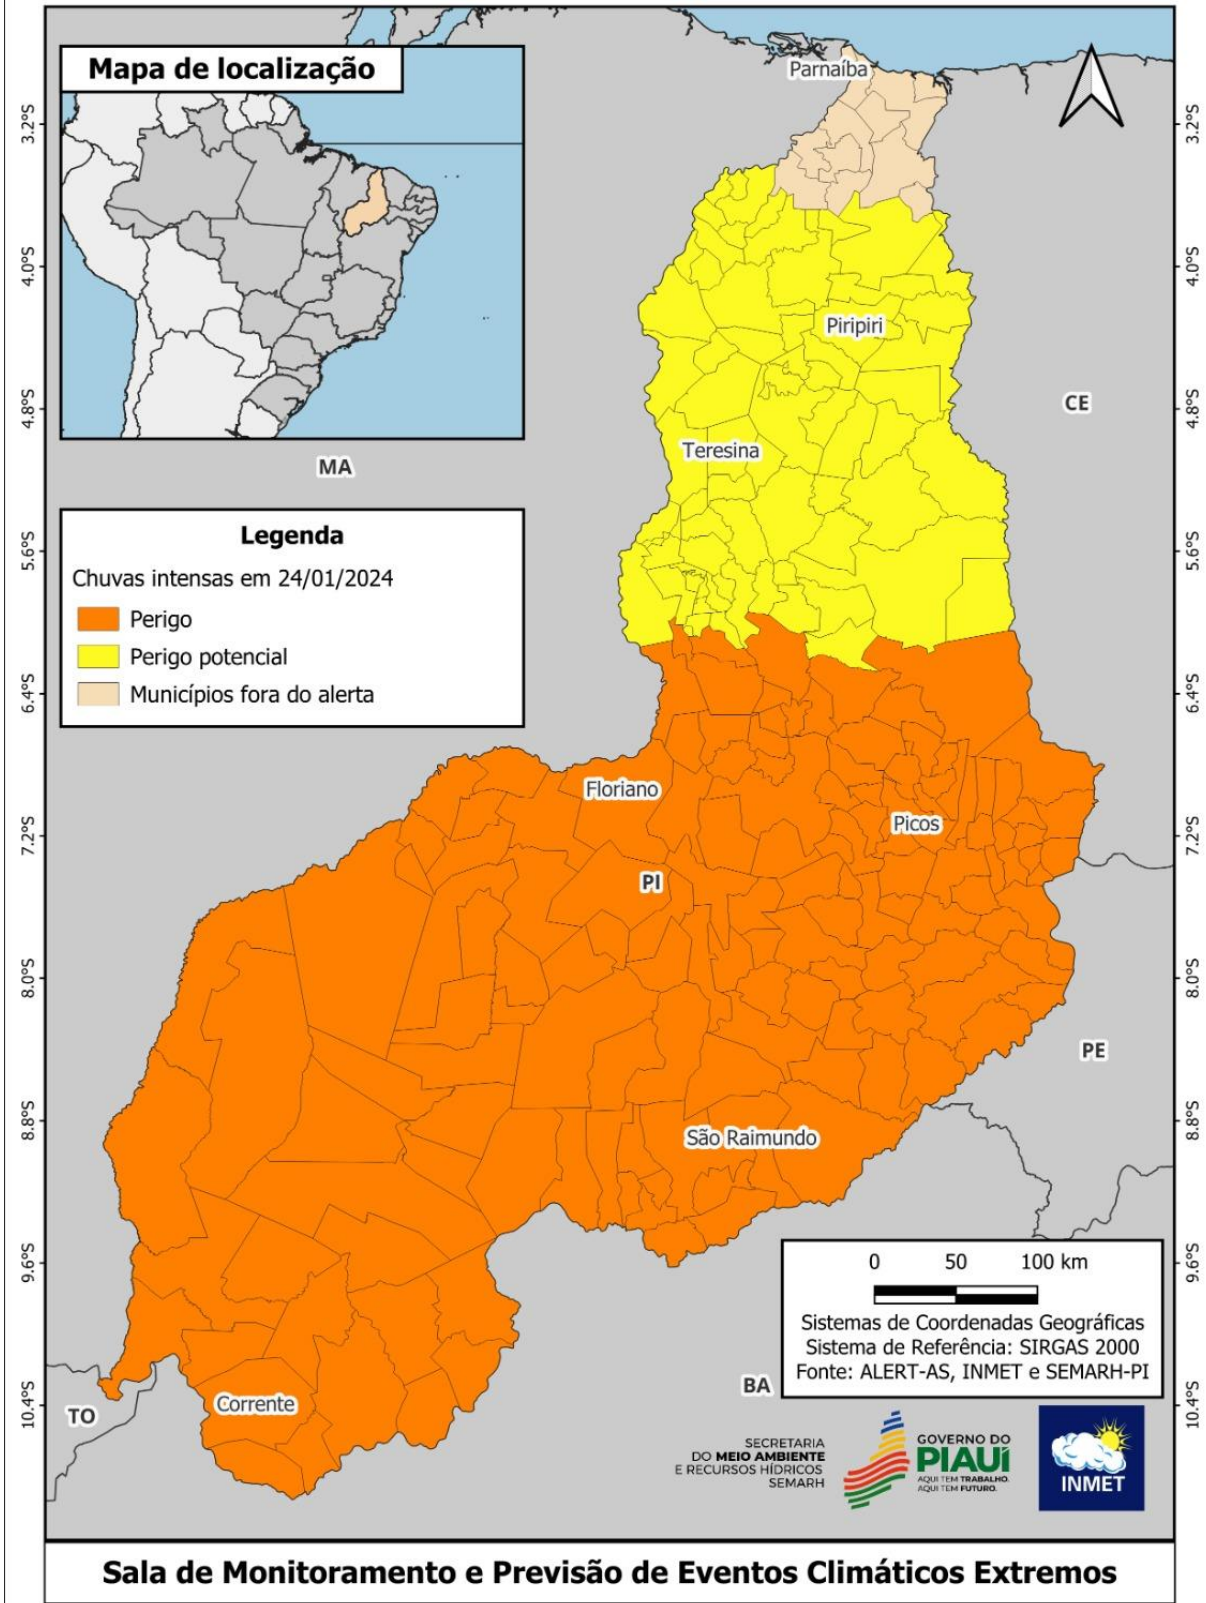 Mapa de localização
Parnaíba
Piripiri
CE
Teresina
MA
Legenda
Chuvas intensas em 24/01/2024
Perigo
Perigo potencial
Municípios fora do alerta
Floriano
Picos
PI
PE
São Raimundo
0 50 100 km
Sistemas de Coordenadas Geográficas
Sistema de Referência: SIRGAS 2000
Fonte: ALERT-AS, INMET e SEMARH-PI
BA
Corrente
TO
3.2°S
4.0°S
4.8°S
5.6°S
6.4°S
7.2°S
8.0°S
8.8°S
9.6°S
10.4°S
3.2°S
4.0°S
4.8°S
5.6°S
6.4°S
7.2°S
8.0°S
8.8°S
9.6°S
10.4°S
SECRETARIA
DO MEIO AMBIENTE
E RECURSOS HÍDRICOS
SEMARH
GOVERNO DO
PIAUÍ
AQUI TEM TRABALHO.
AQUI TEM FUTURO.
INMET
Sala de Monitoramento e Previsão de Eventos Climáticos Extremos